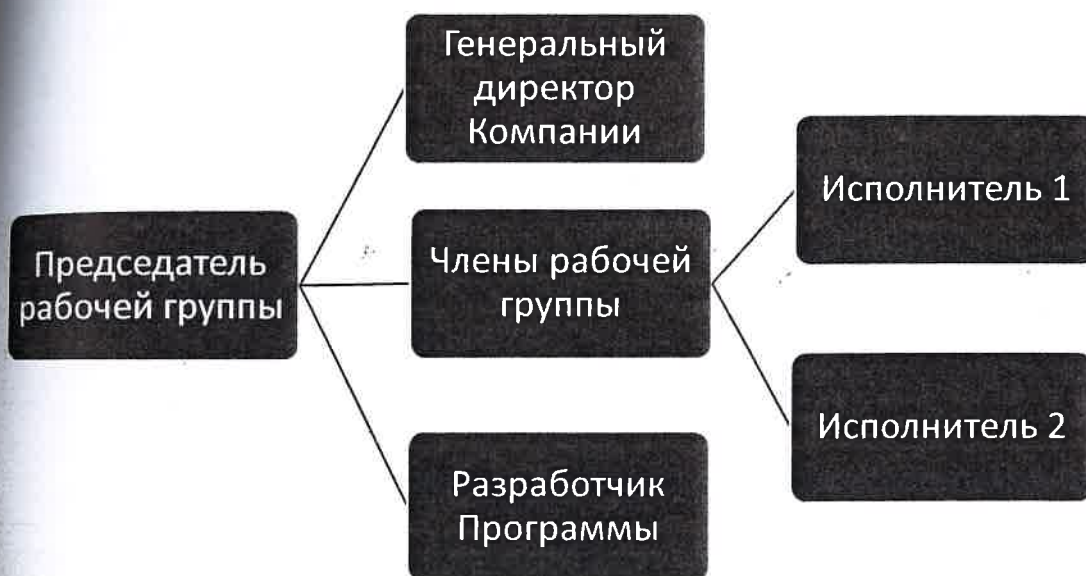 Генеральный
директор
Компании
Исполнитель 1
Председатель
рабочей группы
Члены рабочей
группы
Исполнитель 2
Разработчик
Программы